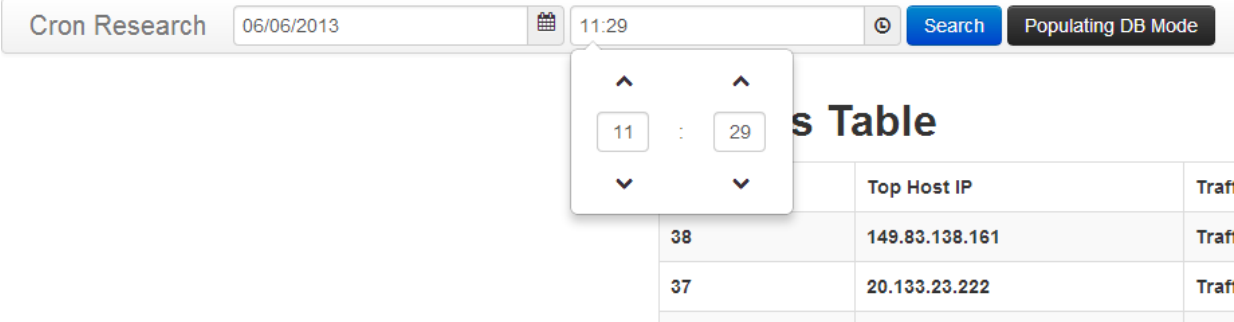 Cron Research 06/06/2013 11:29 Search Populating DB Mode
11 : 29
Table
Top Host IP
38 149.83.138.161
37 20.133.23.222